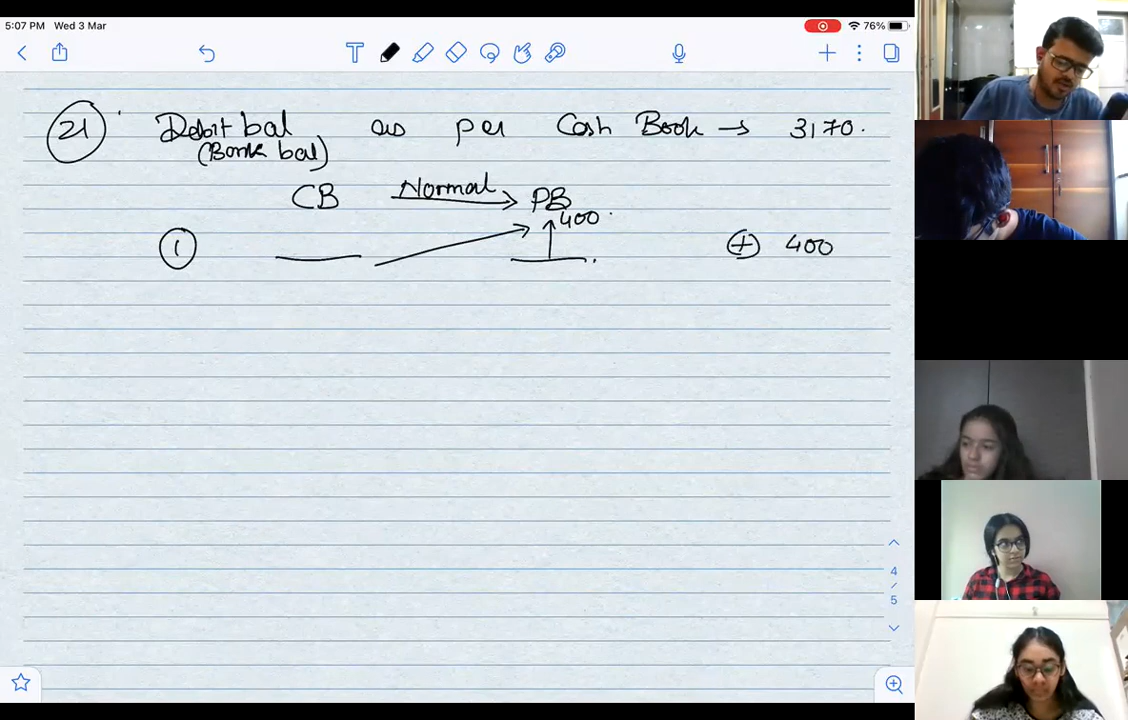 5:07 PM Wed 3 Mar
76%
T
21 Debit bal as per Cash Book → 3170.
(Bank bal)
CB Normal → PB
400
1 + 400
4
/
5